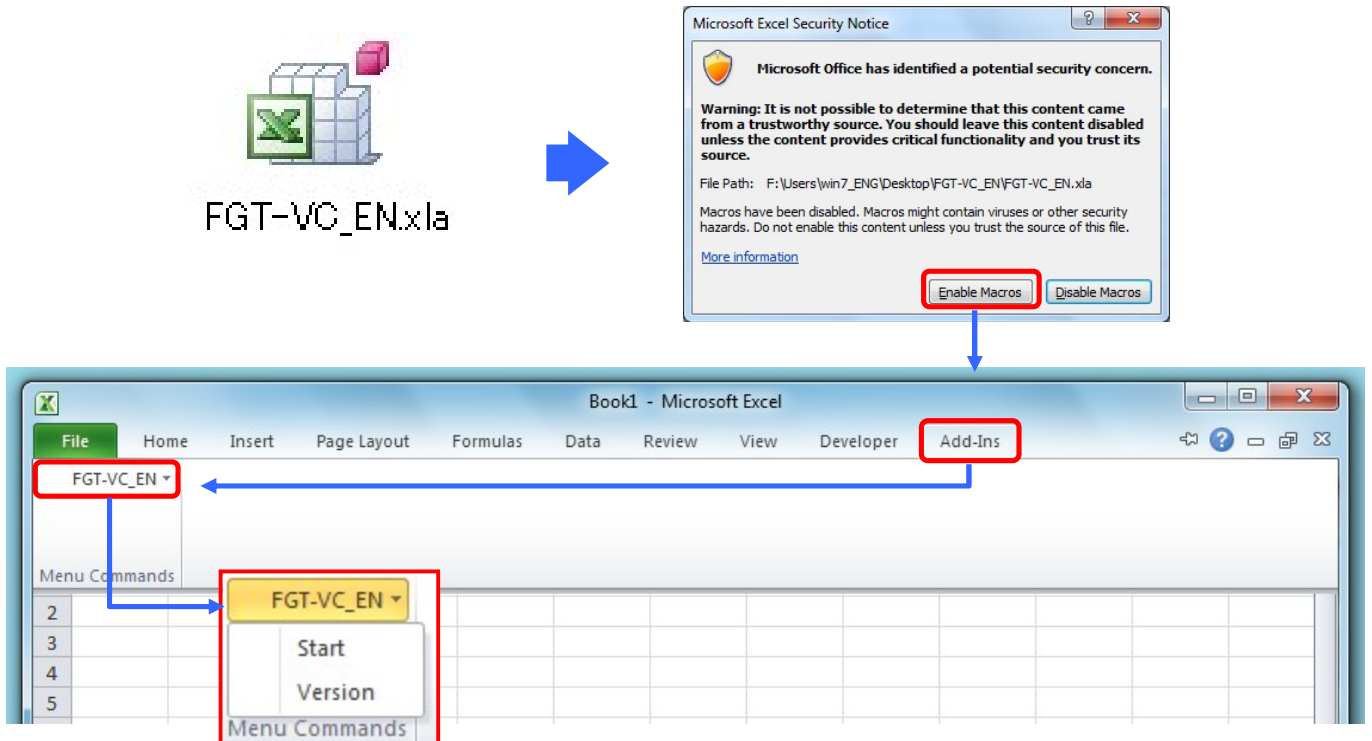 FGT-VC_EN.xla
Microsoft Excel Security Notice
Microsoft Office has identified a potential security concern.
Warning: It is not possible to determine that this content came
from a trustworthy source. You should leave this content disabled
unless the content provides critical functionality and you trust its
source.
File Path: F:\Users\win7_ENG\Desktop\FGT-VC_EN\FGT-VC_EN.xla
Macros have been disabled. Macros might contain viruses or other security
hazards. Do not enable this content unless you trust the source of this file.
More information
Enable Macros
Disable Macros
Book1 - Microsoft Excel
File Home Insert Page Layout Formulas Data Review View Developer Add-Ins
FGT-VC_EN
Menu Commands
2
3
4
5
FGT-VC_EN
Start
Version
Menu Commands